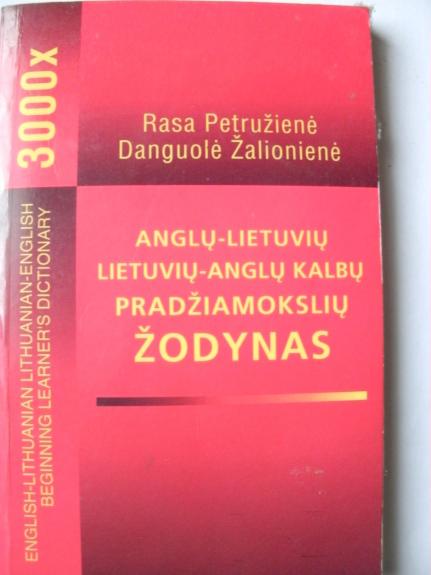 3000x
Rasa Petružienė
Danguolė Žalionienė
ANGLŲ-LIETUVIŲ
LIETUVIŲ-ANGLŲ KALBŲ
PRADŽIAMOKSLIŲ
ŽODYNAS
ENGLISH-LITHUANIAN LITHUANIAN-ENGLISH
BEGINNING LEARNER'S DICTIONARY